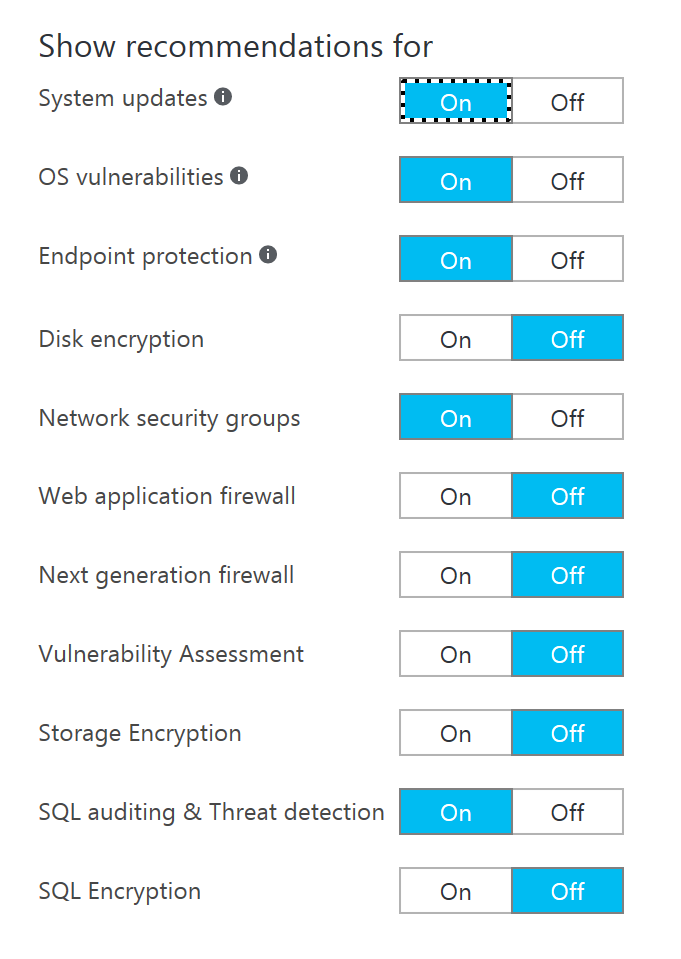 Show recommendations for
System updates On Off
OS vulnerabilities On Off
Endpoint protection On Off
Disk encryption On Off
Network security groups On Off
Web application firewall On Off
Next generation firewall On Off
Vulnerability Assessment On Off
Storage Encryption On Off
SQL auditing & Threat detection On Off
SQL Encryption On Off